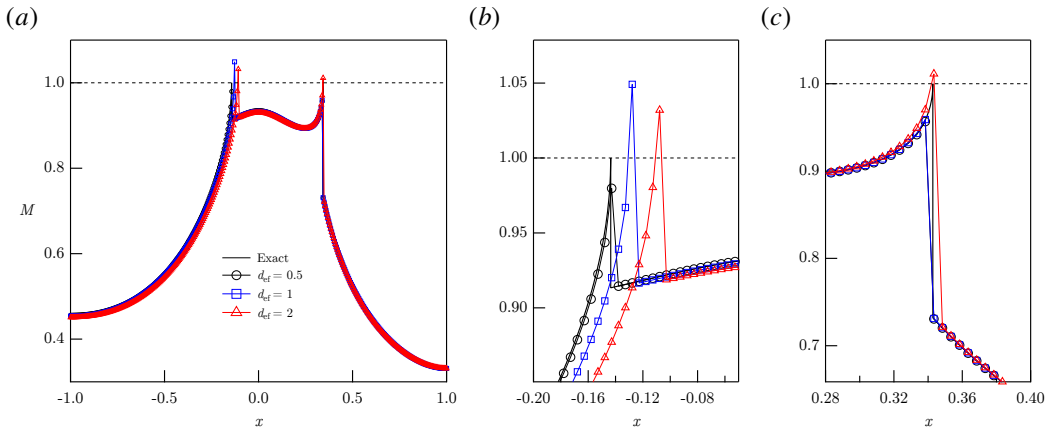 (a)
1.0
0.8
M
0.6
0.4
Exact
d_ef = 0.5
d_ef = 1
d_ef = 2
-1.0 -0.5 0.0 0.5 1.0
x
(b)
1.05
1.00
0.95
0.90
-0.20 -0.16 -0.12 -0.08
x
(c)
1.0
0.9
0.8
0.7
0.28 0.32 0.36 0.40
x